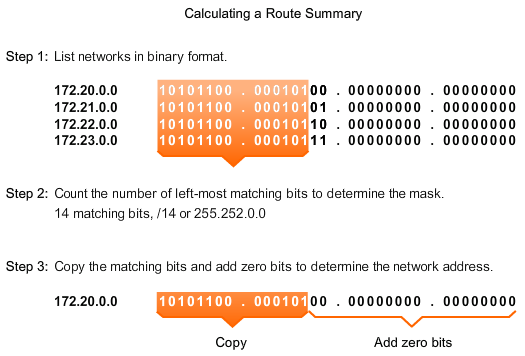 Calculating a Route Summary
Step 1: List networks in binary format.
172.20.0.0 10101100 . 00010100 . 00000000 . 00000000
172.21.0.0 10101100 . 00010101 . 00000000 . 00000000
172.22.0.0 10101100 . 00010110 . 00000000 . 00000000
172.23.0.0 10101100 . 00010111 . 00000000 . 00000000
Step 2: Count the number of left-most matching bits to determine the mask.
14 matching bits, /14 or 255.252.0.0
Step 3: Copy the matching bits and add zero bits to determine the network address.
172.20.0.0 10101100 . 00010100 . 00000000 . 00000000
Copy Add zero bits